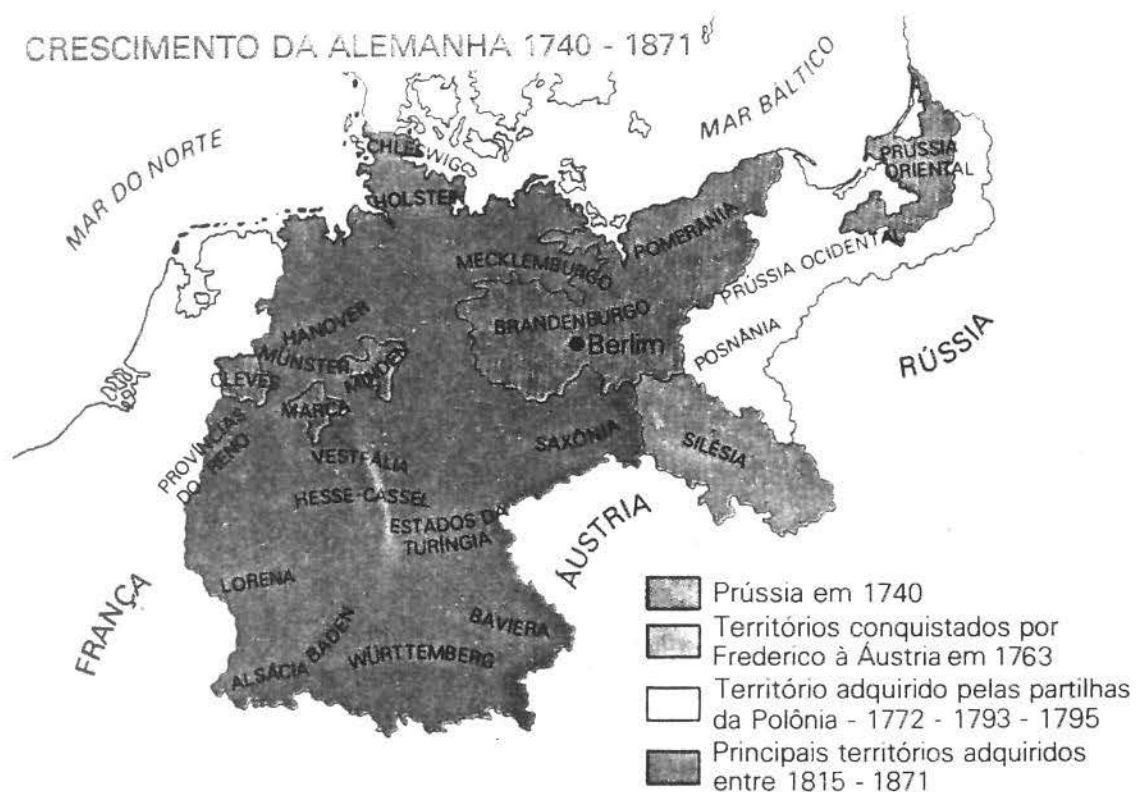 CRESCIMENTO DA ALEMANHA 1740 - 1871
MAR DO NORTE
MAR BÁLTICO
SCHLESWIGO
HOLSTEIN
PRÚSSIA
ORIENTAL
POMERÂNIA
MECKLEMBURGO
PRÚSSIA OCIDENTAL
BRANDENBURGO
Berlim
POSNÂNIA
RÚSSIA
HANOVER
MÜNSTER
MINDEN
CLEVES
MARCA
PROVÍNCIAS
DO RENO
VESTFÁLIA
SAXÔNIA
SILÉSIA
HESSE-CASSEL
ESTADOS DA
TURÍNGIA
ÁUSTRIA
FRANÇA
LORENA
BAVIERA
BADEN
WÜRTTEMBERG
ALSÁCIA
Prússia em 1740
Territórios conquistados por
Frederico à Áustria em 1763
Território adquirido pelas partilhas
da Polônia - 1772 - 1793 - 1795
Principais territórios adquiridos
entre 1815 - 1871